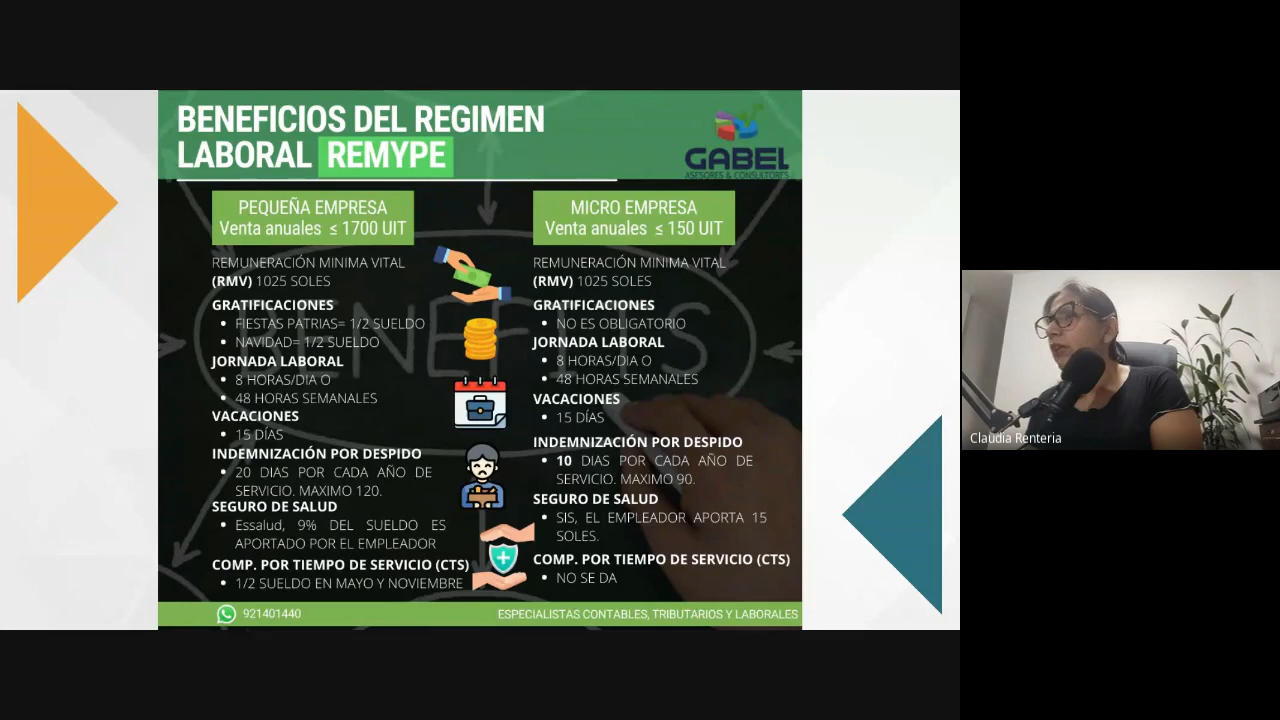 BENEFICIOS DEL REGIMEN
LABORAL REMYPE
GABEL
ASESORES & CONSULTORES
PEQUEÑA EMPRESA
Venta anuales ≤ 1700 UIT
REMUNERACIÓN MINIMA VITAL
(RMV) 1025 SOLES
GRATIFICACIONES
• FIESTAS PATRIAS= 1/2 SUELDO
• NAVIDAD= 1/2 SUELDO
JORNADA LABORAL
• 8 HORAS/DIA O
• 48 HORAS SEMANALES
VACACIONES
• 15 DÍAS
INDEMNIZACIÓN POR DESPIDO
• 20 DIAS POR CADA AÑO DE
SERVICIO. MAXIMO 120.
SEGURO DE SALUD
• Essalud, 9% DEL SUELDO ES
APORTADO POR EL EMPLEADOR
COMP. POR TIEMPO DE SERVICIO (CTS)
• 1/2 SUELDO EN MAYO Y NOVIEMBRE
MICRO EMPRESA
Venta anuales ≤ 150 UIT
REMUNERACIÓN MINIMA VITAL
(RMV) 1025 SOLES
GRATIFICACIONES
• NO ES OBLIGATORIO
JORNADA LABORAL
• 8 HORAS/DIA O
• 48 HORAS SEMANALES
VACACIONES
• 15 DÍAS
INDEMNIZACIÓN POR DESPIDO
• 10 DIAS POR CADA AÑO DE
SERVICIO. MAXIMO 90.
SEGURO DE SALUD
• SIS, EL EMPLEADOR APORTA 15
SOLES.
COMP. POR TIEMPO DE SERVICIO (CTS)
• NO SE DA
BENEFITS
921401440
ESPECIALISTAS CONTABLES, TRIBUTARIOS Y LABORALES
Claudia Renteria